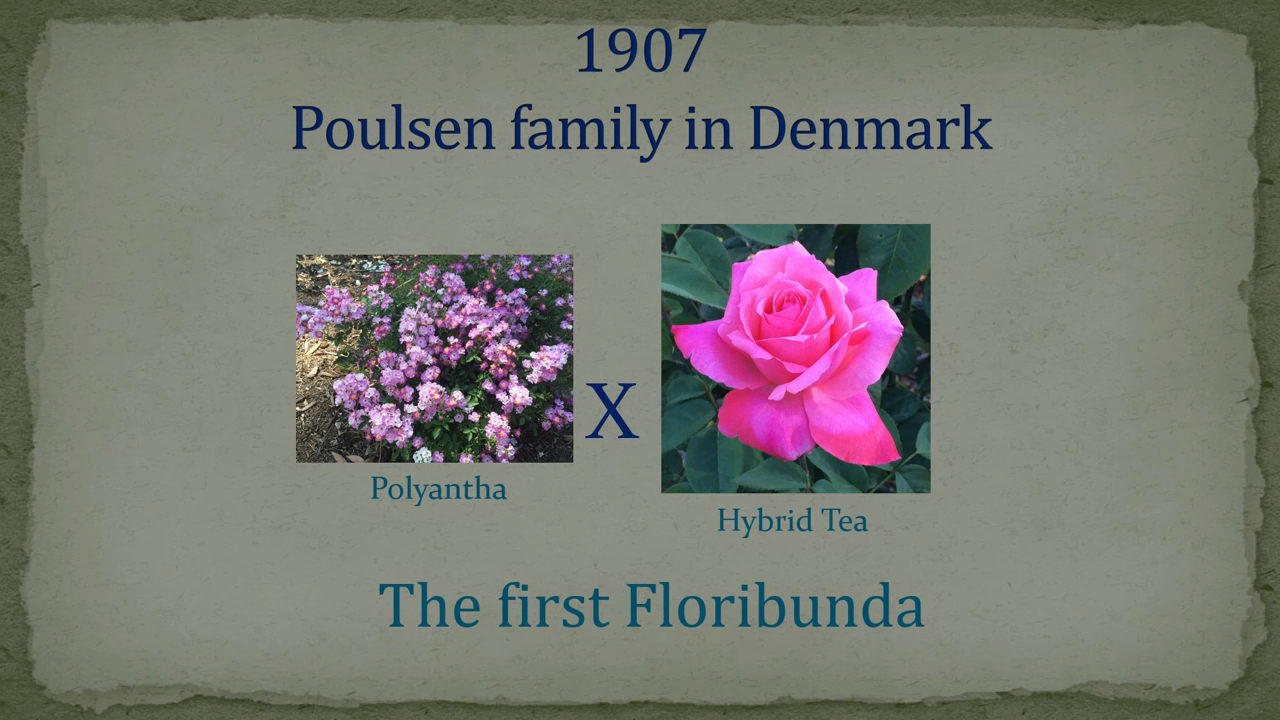 1907
Poulsen family in Denmark
X
Polyantha
Hybrid Tea
The first Floribunda